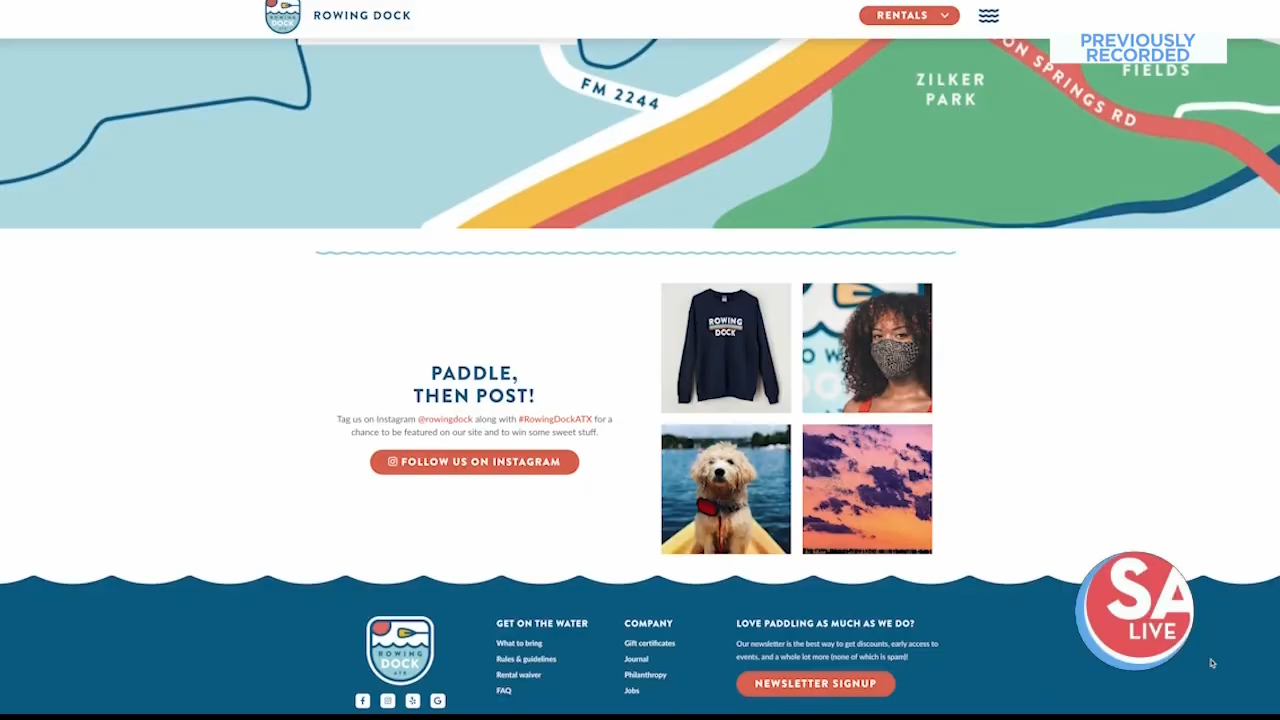 ROWING DOCK
RENTALS
PREVIOUSLY
RECORDED
FM 2244
ZILKER
PARK
ON SPRINGS RD
FIELDS
ROWING
DOCK
PADDLE,
THEN POST!
Tag us on Instagram @rowingdock along with #RowingDockATX for a
chance to be featured on our site and to win some sweet stuff.
FOLLOW US ON INSTAGRAM
ROWING
DOCK
ATX
GET ON THE WATER
What to bring
Rules & guidelines
Rental waiver
FAQ
COMPANY
Gift certificates
Journal
Philanthropy
Jobs
LOVE PADDLING AS MUCH AS WE DO?
Our newsletter is the best way to get discounts, early access to
events, and a whole lot more (none of which is spam)!
NEWSLETTER SIGNUP
SA
LIVE